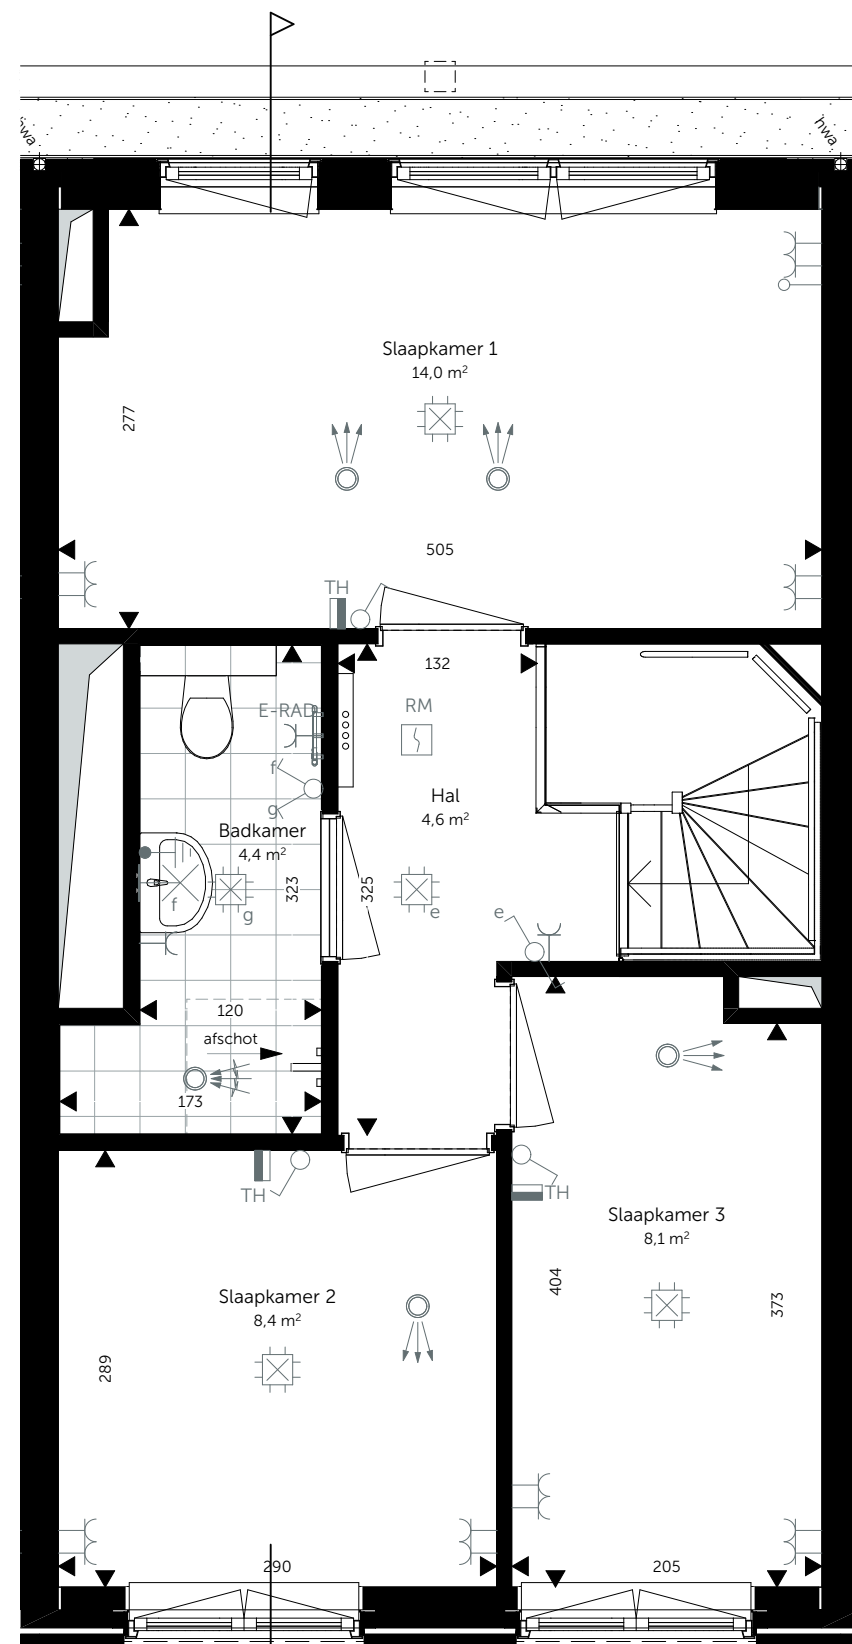 hwa
hwa
Slaapkamer 1
14,0 m²
277
505
TH
132
E-RAD
RM
f
g
Hal
4,6 m²
Badkamer
4,4 m²
323
325
f
g
e
e
120
afschot
173
TH
TH
Slaapkamer 3
8,1 m²
404
373
Slaapkamer 2
8,4 m²
289
290
205